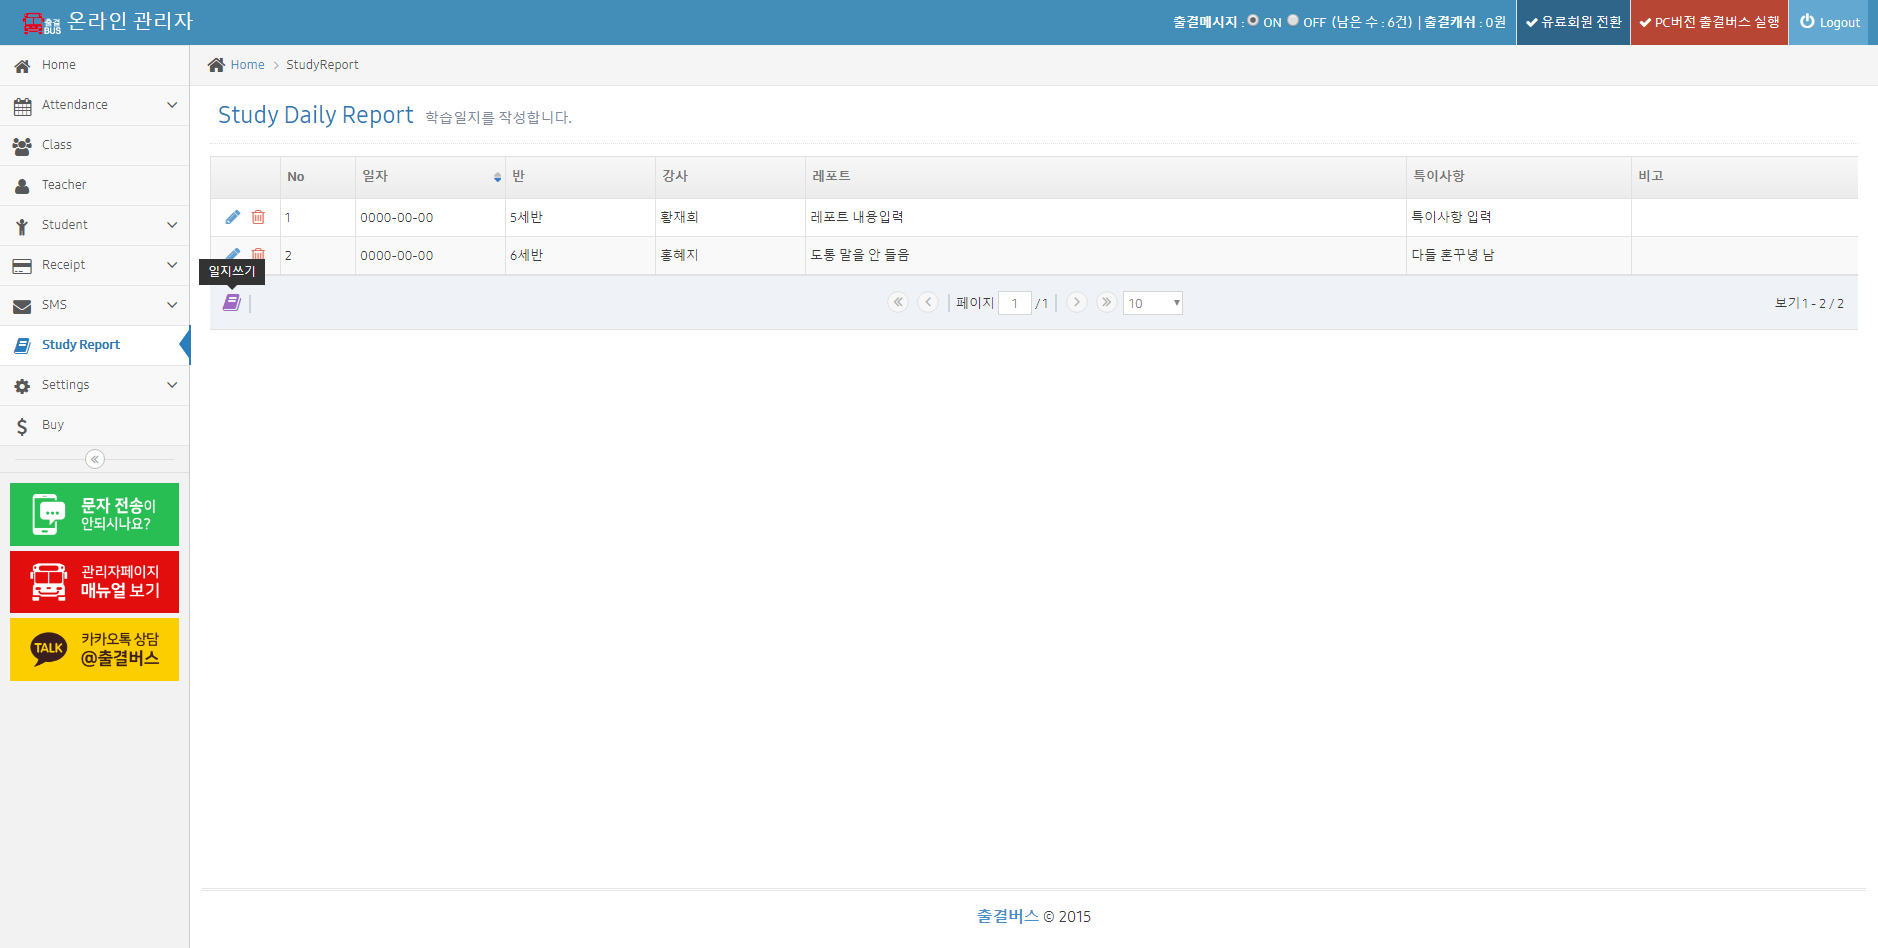 출결
BUS
온라인 관리자
출결메시지 : ON OFF (남은 수 : 6건) | 출결캐쉬 : 0원
유료회원 전환
PC버전 출결버스 실행
Logout
Home
Attendance
Class
Teacher
Student
Receipt
SMS
Study Report
Settings
Buy
문자 전송이
안되시나요?
관리자페이지
매뉴얼 보기
TALK
카카오톡 상담
@출결버스
Home > StudyReport
Study Daily Report 학습일지를 작성합니다.
No 일자 반 강사 레포트 특이사항 비고
1 0000-00-00 5세반 황재희 레포트 내용입력 특이사항 입력
2 0000-00-00 6세반 홍혜지 도통 말을 안 들음 다들 혼꾸녕 남
일지쓰기
페이지 1 / 1 10 보기 1 - 2 / 2
출결버스 © 2015